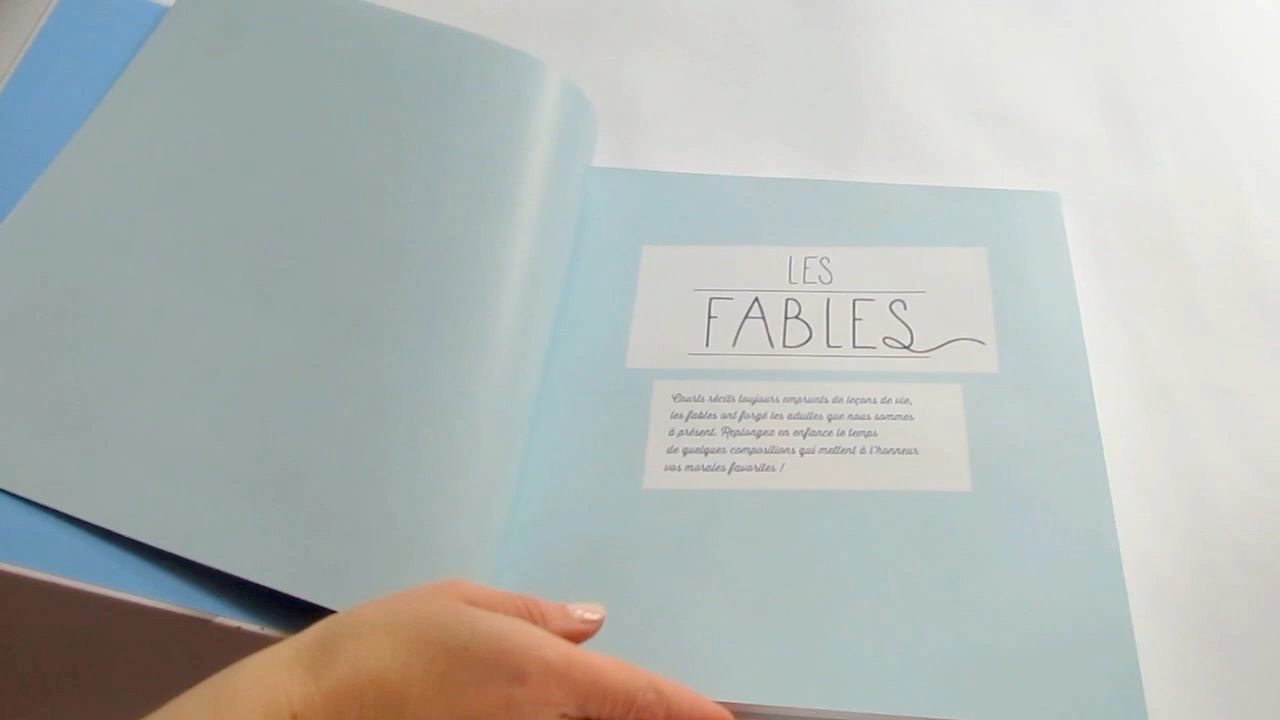 LES
FABLES
Courts récits toujours emprunts de leçons de vie,
les fables ont forgé les adultes que nous sommes
à présent. Replongez en enfance le temps
de quelques compositions qui mettent à l'honneur
vos morales favorites !